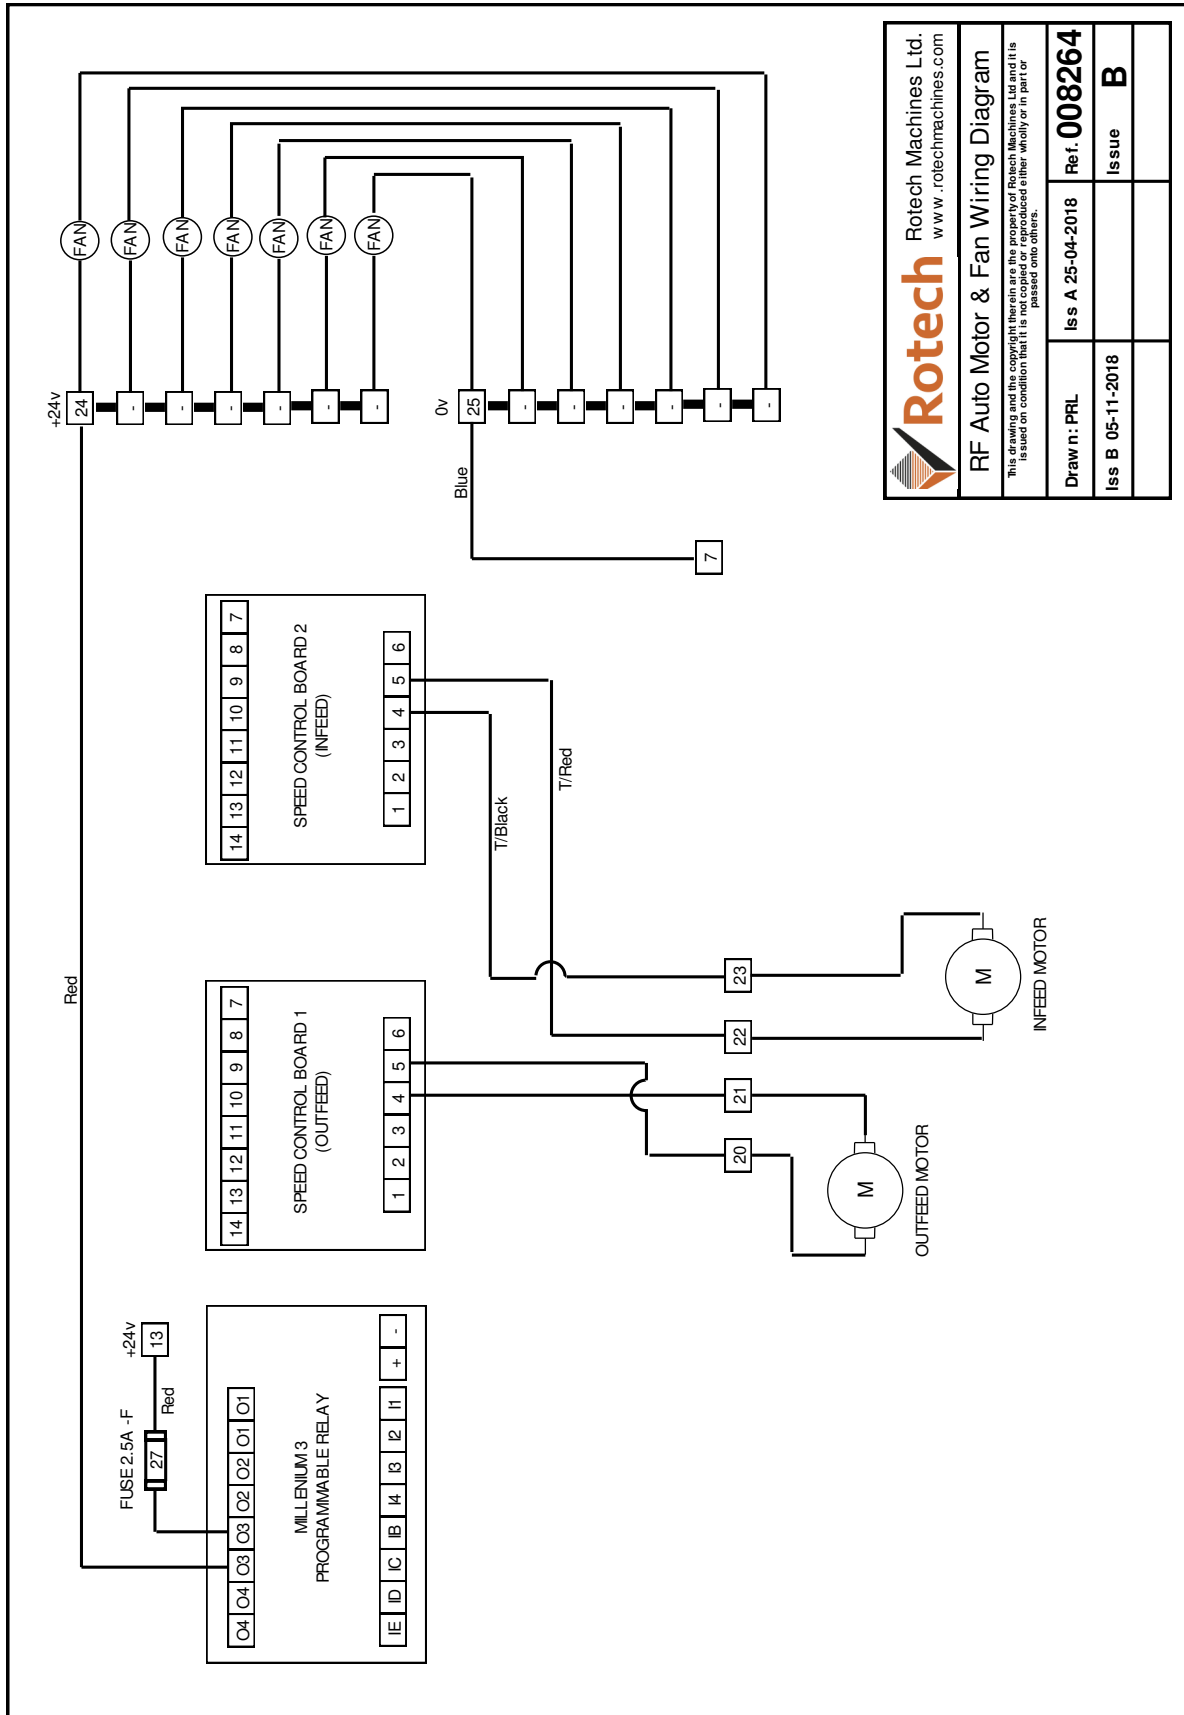 FUSE 2.5A -F
27
Red
+24v
13
O4 O4 O3 O3 O2 O2 O1 O1
MILLENIUM 3
PROGRAMMABLE RELAY
IE ID IC IB I4 I3 I2 I1 + -
Red
14 13 12 11 10 9 8 7
SPEED CONTROL BOARD 1
(OUTFEED)
1 2 3 4 5 6
14 13 12 11 10 9 8 7
SPEED CONTROL BOARD 2
(INFEED)
1 2 3 4 5 6
T/Black
T/Red
20
21
22
23
M
OUTFEED MOTOR
M
INFEED MOTOR
+24v
24
-
-
-
-
-
-
FAN
FAN
FAN
FAN
FAN
FAN
FAN
0v
25
-
-
-
-
-
-
Blue
7
Rotech
Rotech Machines Ltd.
www.rotechmachines.com
RF Auto Motor & Fan Wiring Diagram
This drawing and the copyright therein are the property of Rotech Machines Ltd and it is
issued on condition that it is not copied or reproduced either wholly or in part or
passed onto others.
Drawn: PRL
Iss A 25-04-2018
Ref. 008264
Iss B 05-11-2018
Issue B